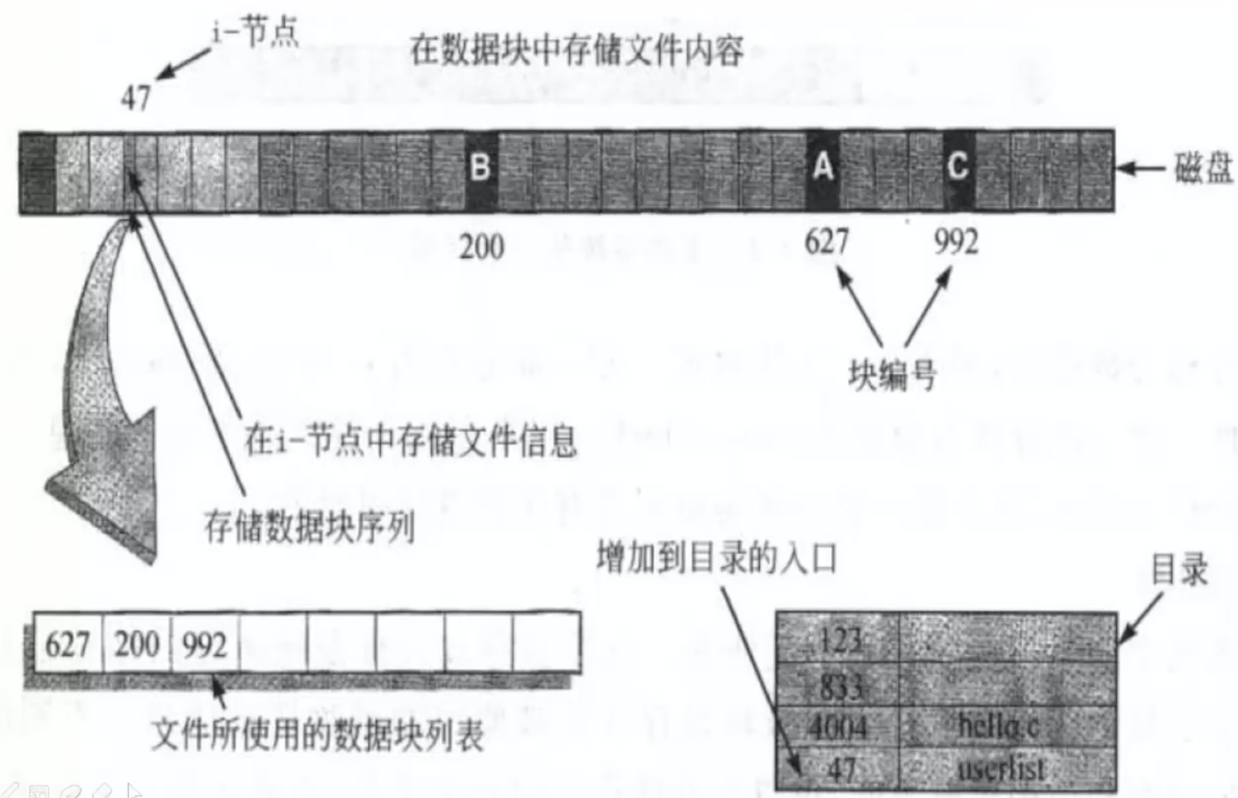 i-节点
在数据块中存储文件内容
47
B
A
C
磁盘
200
627
992
块编号
在i-节点中存储文件信息
存储数据块序列
增加到目录的入口
目录
627 200 992
123
833
4004 hello.c
47 userlist
文件所使用的数据块列表